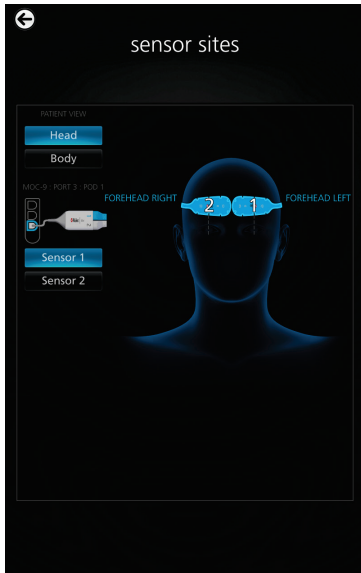 sensor sites
PATIENT VIEW
Head
Body
MOC-9 : PORT 3 : POD 1
FOREHEAD RIGHT
2
1
FOREHEAD LEFT
Sensor 1
Sensor 2